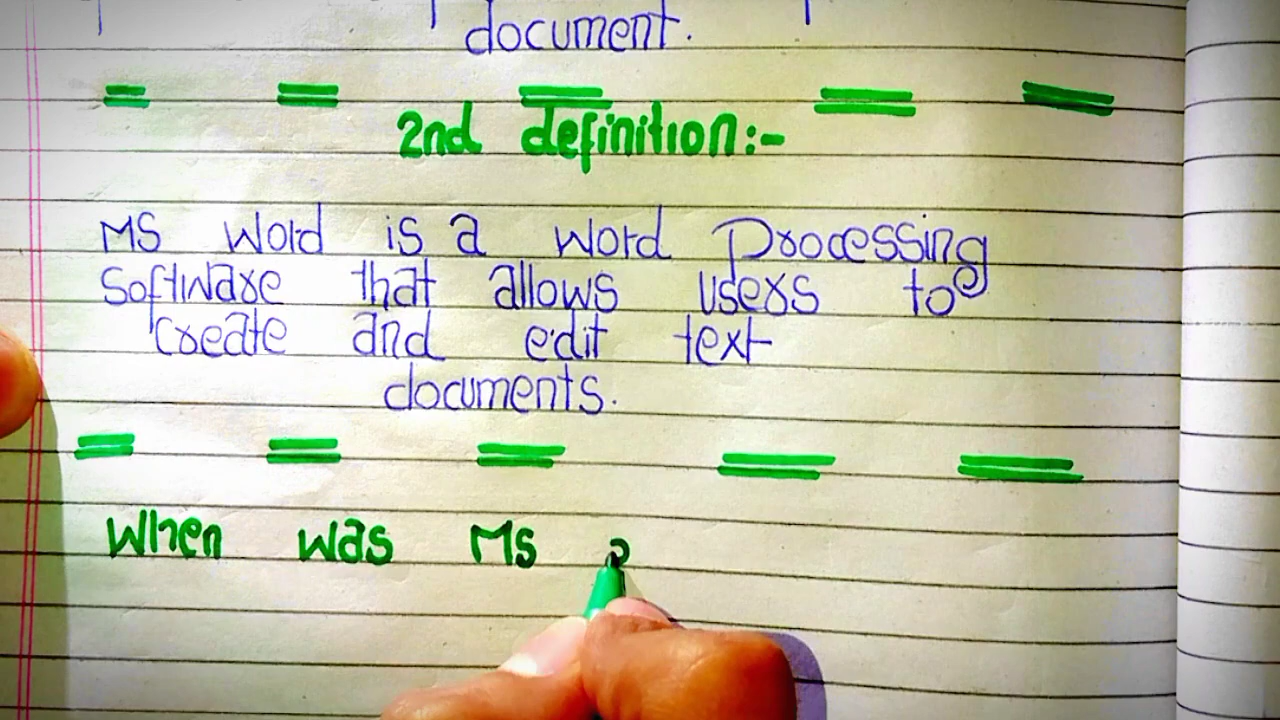 document.
2nd definition:-
MS Word is a word Processing
software that allows users to
create and edit text
documents.
When was Ms